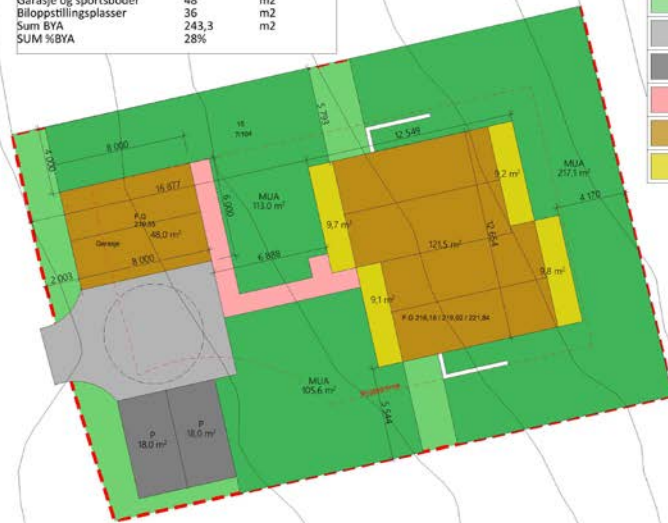 Garasje og sportsboder 48 m2
Biloppstillingsplasser 36 m2
Sum BYA 243,3 m2
SUM %BYA 28%
4 000
8 000
16 877
F.G
48,0 m²
Garasje
8 000
2 003
6 000
MUA
113.0 m²
6 889
5 793
12 549
9,2 m²
MUA
217,1 m²
4 170
9,7 m²
121,5 m²
12 664
9,1 m²
9,8 m²
MUA
105.6 m²
5 544
P
18,0 m²
P
18,0 m²